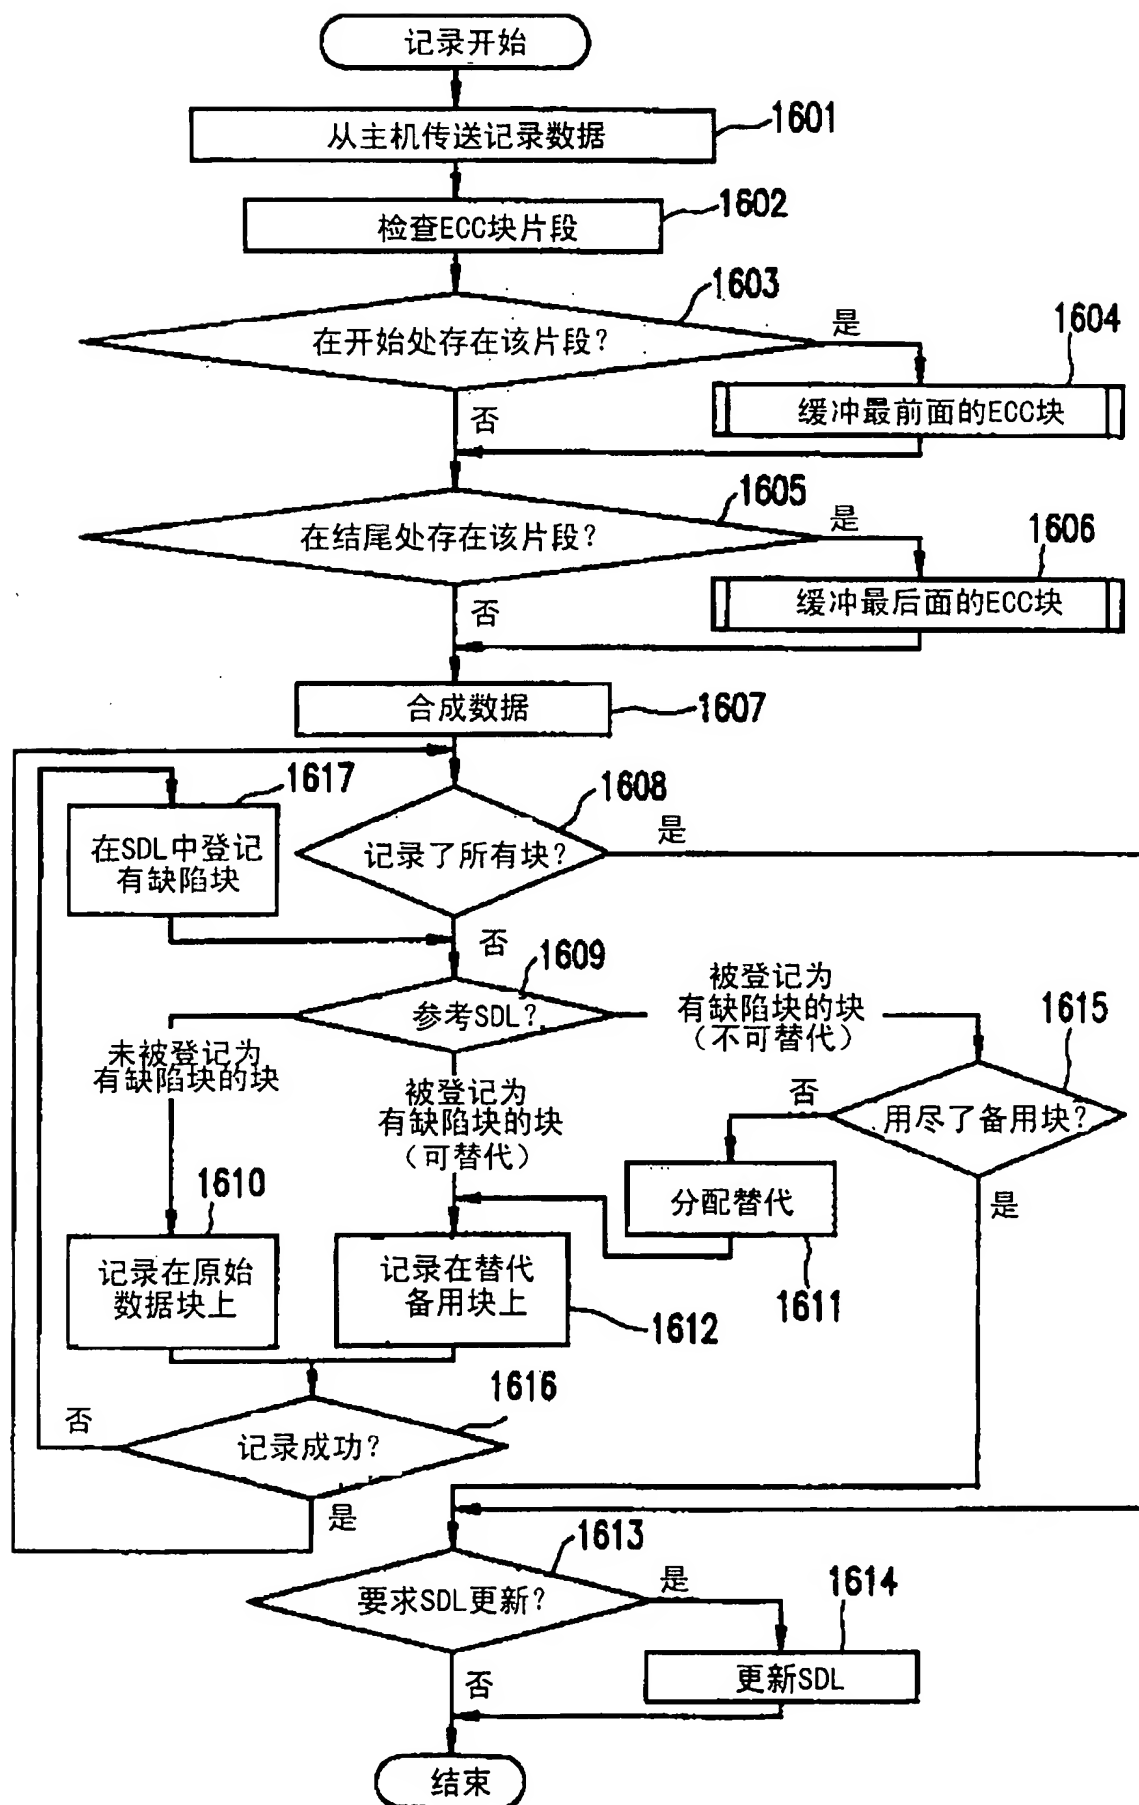 记录开始
从主机传送记录数据
1601
检查ECC块片段
1602
在开始处存在该片段?
1603
是
1604
缓冲最前面的ECC块
否
在结尾处存在该片段?
1605
是
1606
缓冲最后面的ECC块
否
合成数据
1607
1617
在SDL中登记
有缺陷块
1608
记录了所有块?
是
否
1609
参考SDL?
被登记为
有缺陷块的块
(不可替代)
1615
用尽了备用块?
否
是
未被登记为
有缺陷块的块
被登记为
有缺陷块的块
(可替代)
分配替代
1611
1610
记录在原始
数据块上
记录在替代
备用块上
1612
1616
记录成功?
否
是
1613
要求SDL更新?
是
1614
更新SDL
否
结束